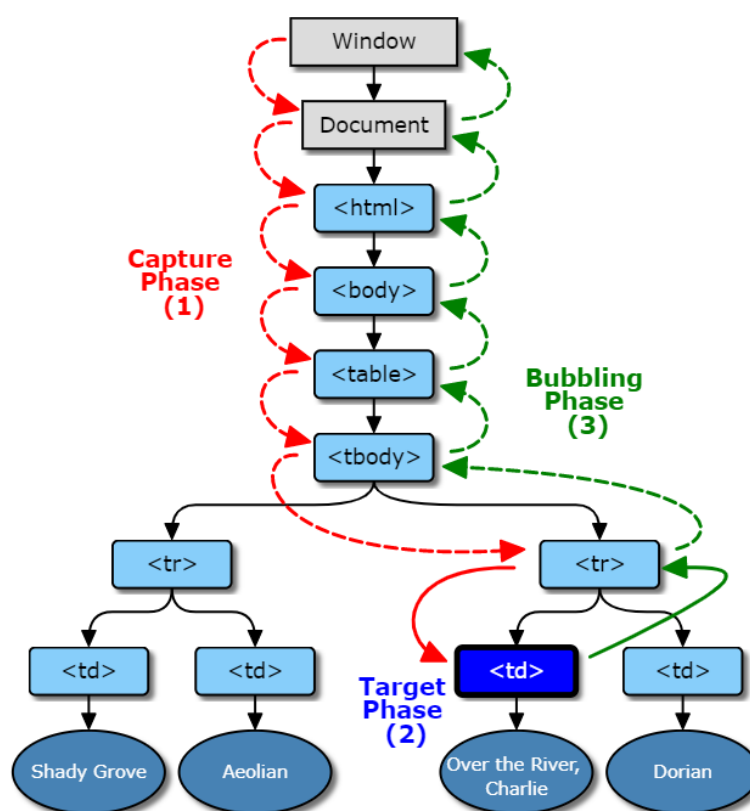 Window
Document
<html>
Capture
Phase
(1)
<body>
<table>
Bubbling
Phase
(3)
<tbody>
<tr>
<tr>
<td>
<td>
<td>
<td>
Target
Phase
(2)
Shady Grove
Aeolian
Over the River,
Charlie
Dorian